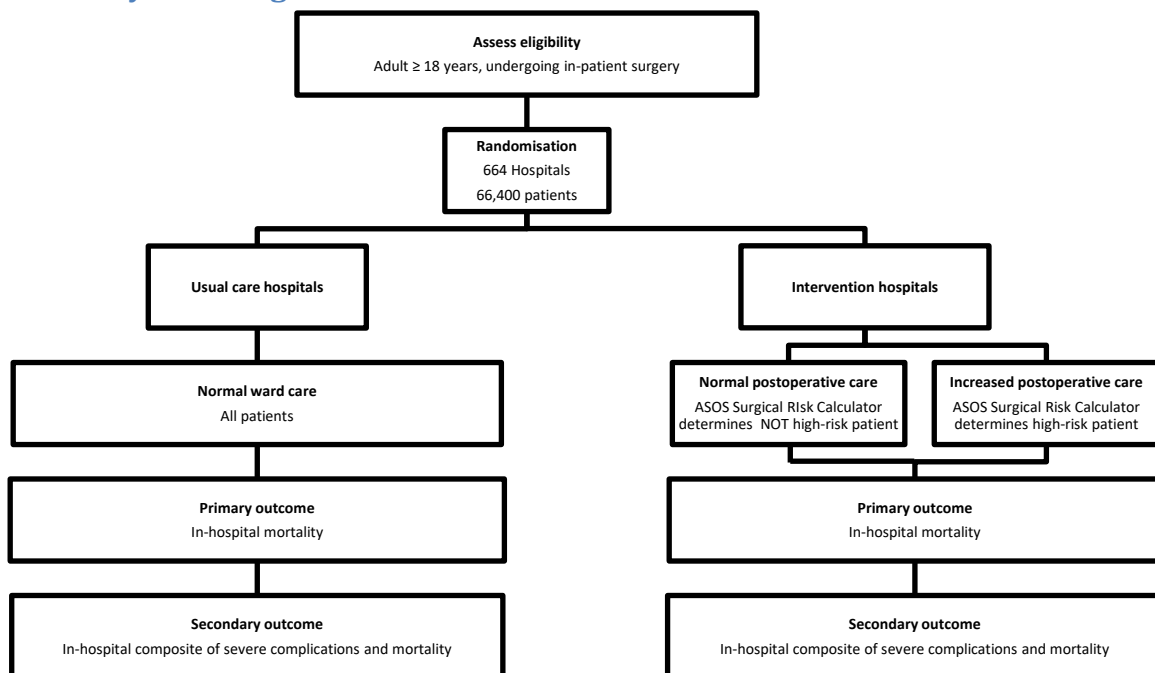 Assess eligibility
Adult ≥ 18 years, undergoing in-patient surgery
Randomisation
664 Hospitals
66,400 patients
Usual care hospitals
Intervention hospitals
Normal ward care
All patients
Normal postoperative care
ASOS Surgical RIsk Calculator
determines NOT high-risk patient
Increased postoperative care
ASOS Surgical Risk Calculator
determines high-risk patient
Primary outcome
In-hospital mortality
Primary outcome
In-hospital mortality
Secondary outcome
In-hospital composite of severe complications and mortality
Secondary outcome
In-hospital composite of severe complications and mortality